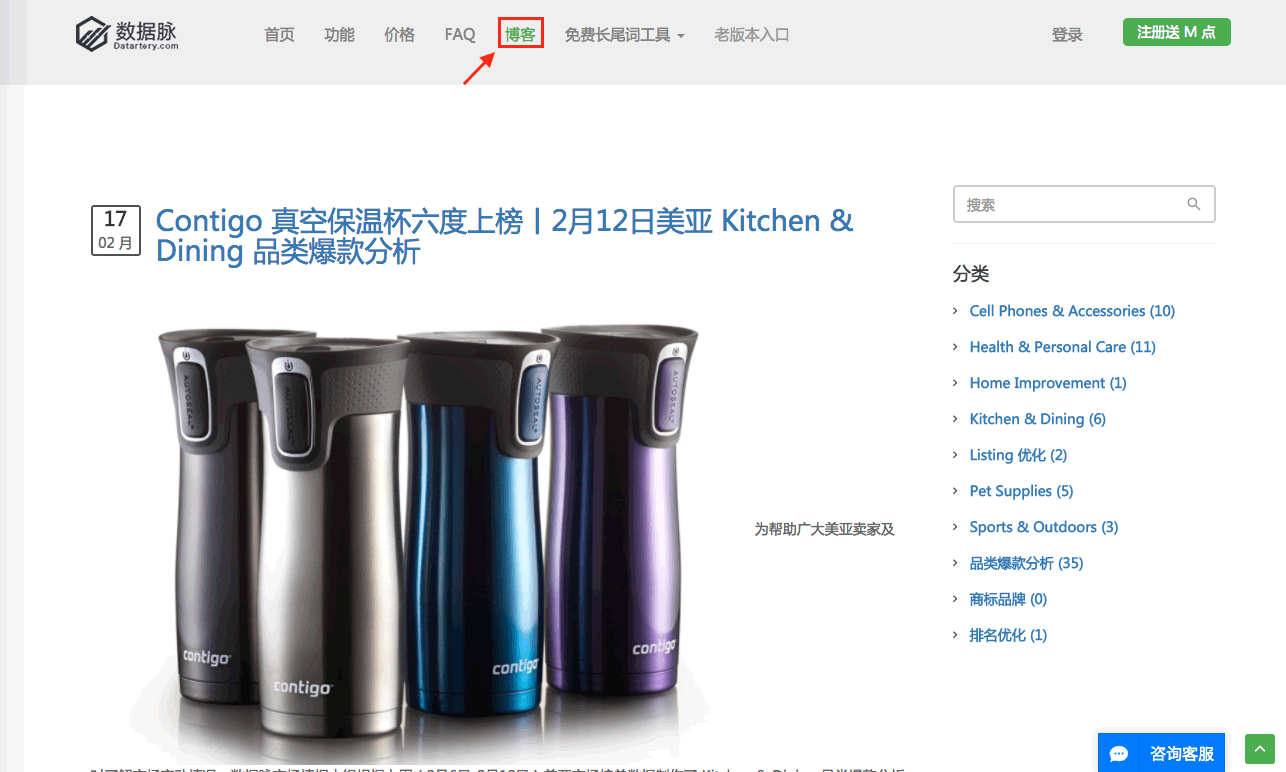 数据脉
Datartery.com
首页 功能 价格 FAQ 博客 免费长尾词工具 老版本入口 登录 注册送 M 点
17
02 月
Contigo 真空保温杯六度上榜丨2月12日美亚 Kitchen &
Dining 品类爆款分析
AUTOSEAL
AUTOSEAL
AUTOSEAL
AUTOSEAL
contigo
contigo
contigo
contigo
为帮助广大美亚卖家及
搜索
分类
Cell Phones & Accessories (10)
Health & Personal Care (11)
Home Improvement (1)
Kitchen & Dining (6)
Listing 优化 (2)
Pet Supplies (5)
Sports & Outdoors (3)
品类爆款分析 (35)
商标品牌 (0)
排名优化 (1)
咨询客服